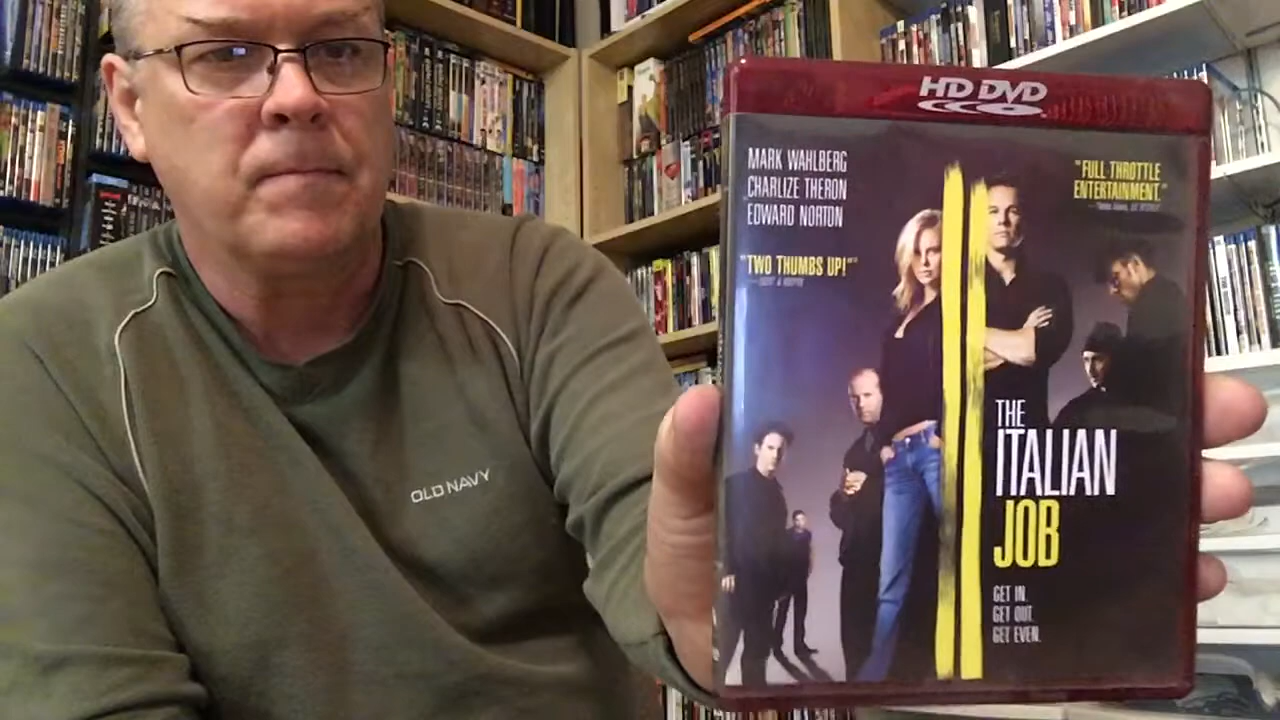 HD DVD
MARK WAHLBERG
CHARLIZE THERON
EDWARD NORTON
"TWO THUMBS UP!"
"FULL THROTTLE
ENTERTAINMENT."
THE
ITALIAN
JOB
GET IN.
GET OUT.
GET EVEN.
OLD NAVY